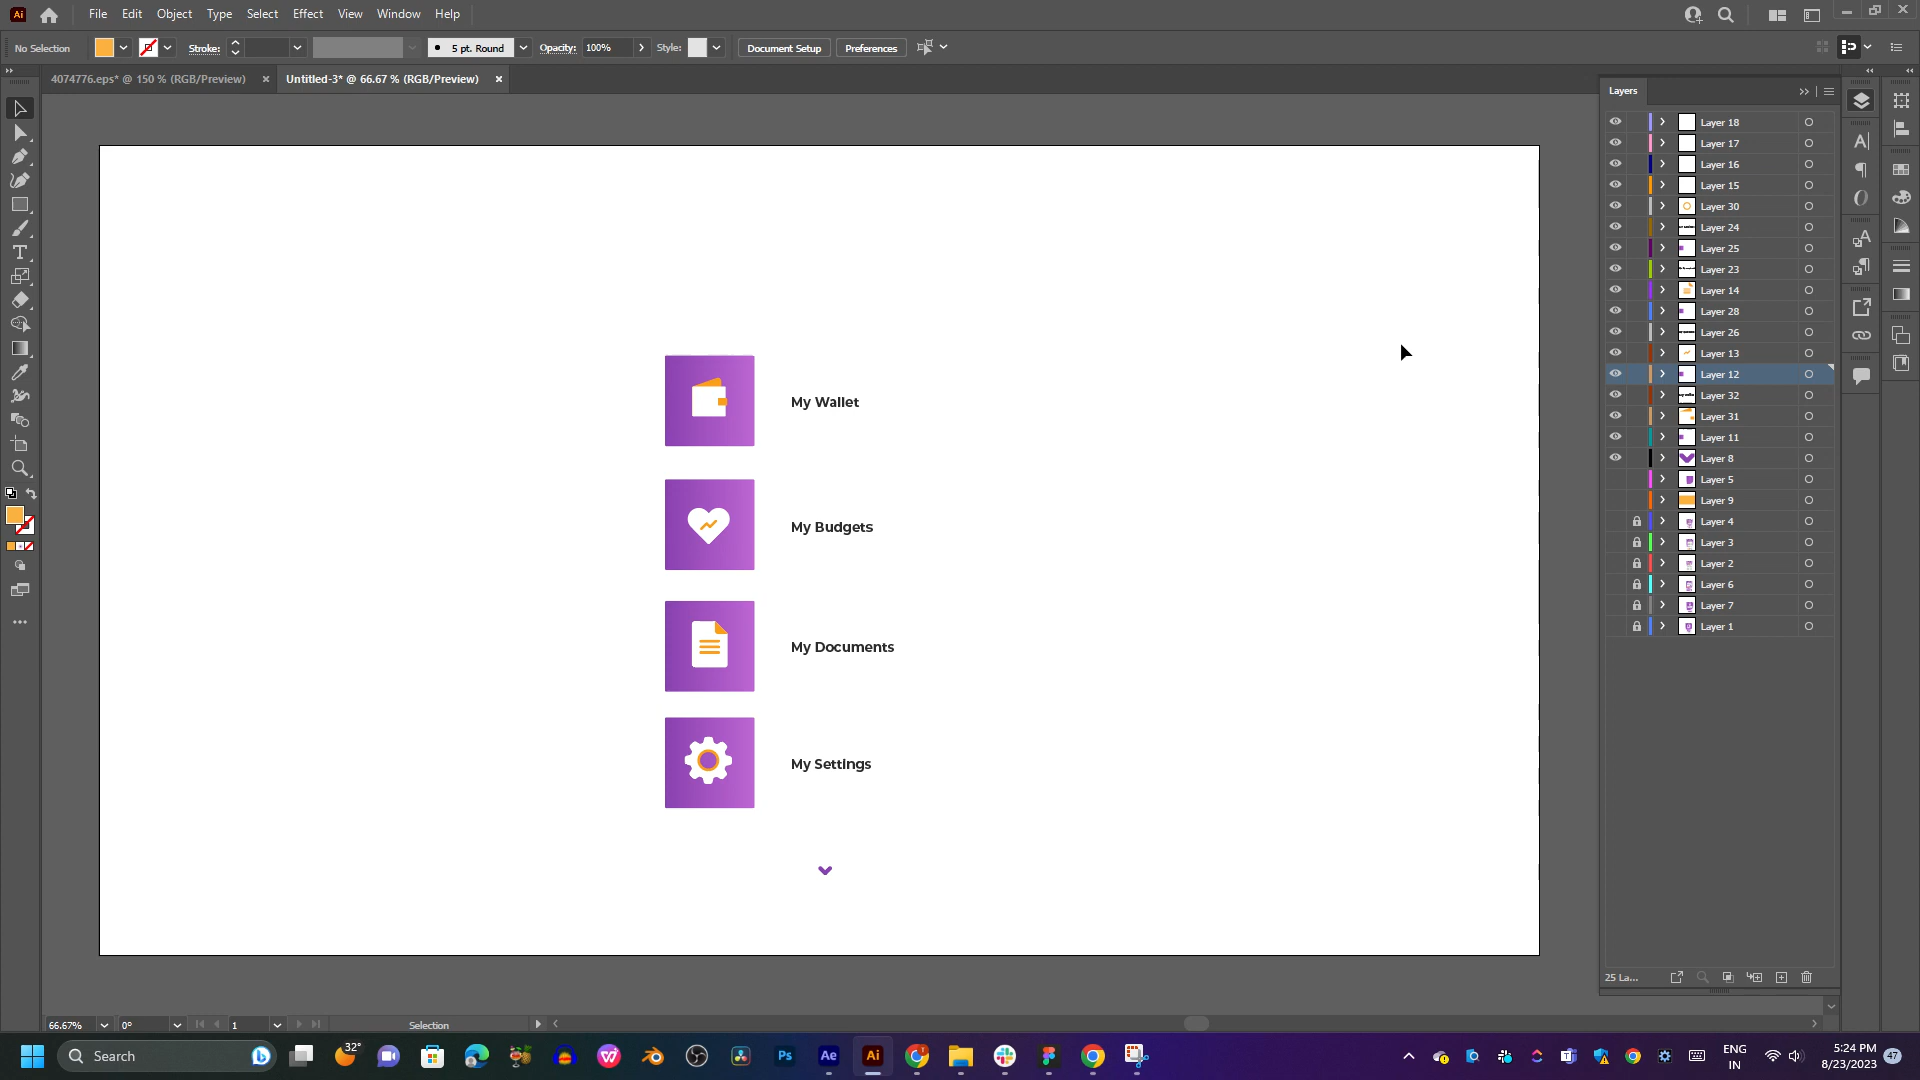 Ai File Edit Object Type Select Effect View Window Help
No Selection Stroke: 5 pt. Round Opacity: 100% Style: Document Setup Preferences
4074776.eps* @ 150 % (RGB/Preview) Untitled-3* @ 66.67 % (RGB/Preview)
Layers
Layer 18
Layer 17
Layer 16
Layer 15
Layer 30
Layer 24
Layer 25
Layer 23
Layer 14
Layer 28
Layer 26
Layer 13
Layer 12
Layer 32
Layer 31
Layer 11
Layer 8
Layer 5
Layer 9
Layer 4
Layer 3
Layer 2
Layer 6
Layer 7
Layer 1
My Wallet
My Budgets
My Documents
My Settings
25 La...
66.67% 0° 1 Selection
Search 32° Ps Ae Ai ENG 5:24 PM
IN 8/23/2023 47